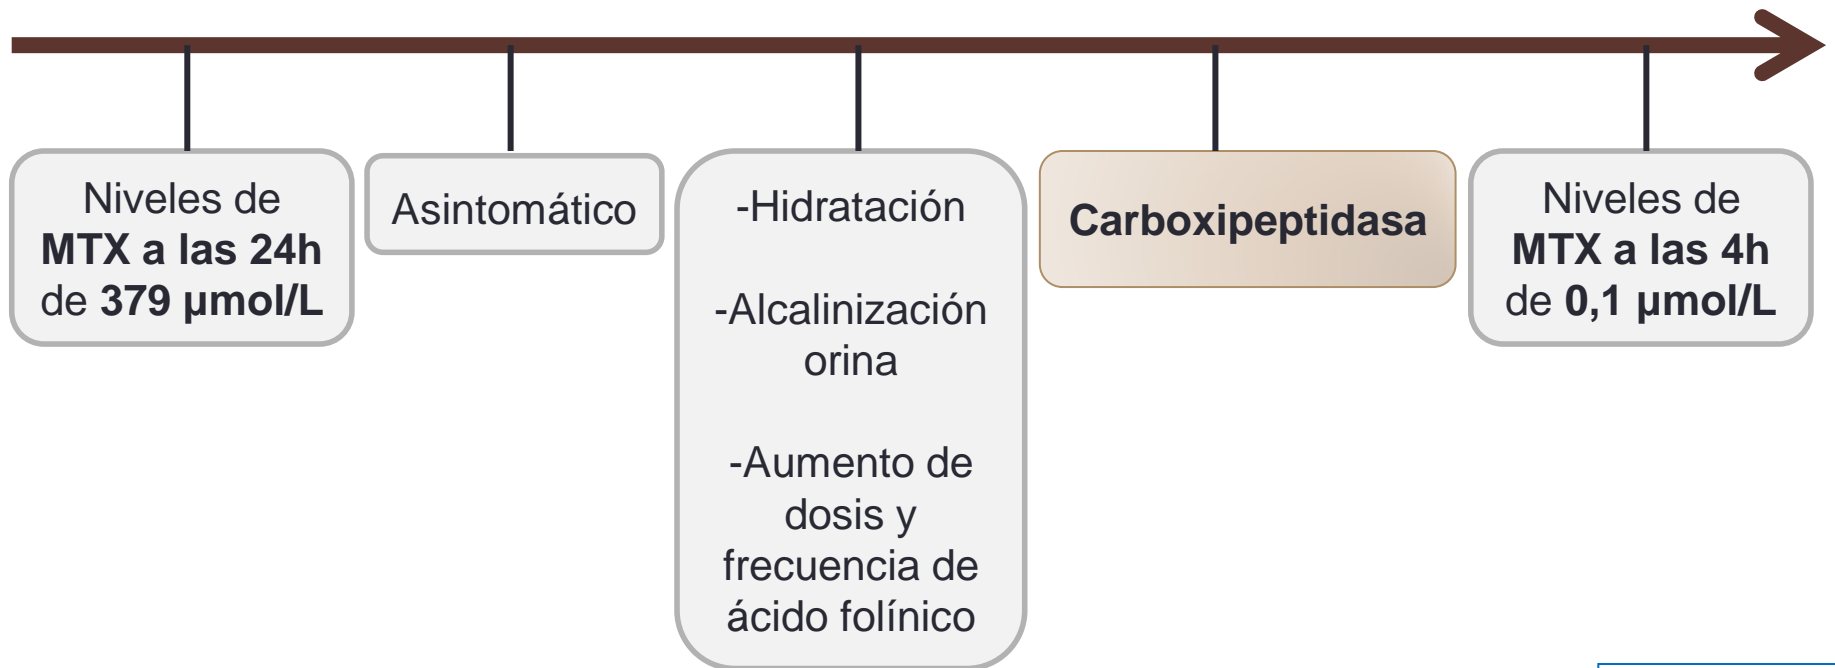 Niveles de
MTX a las 24h
de 379 µmol/L
Asintomático
-Hidratación
-Alcalinización
orina
-Aumento de
dosis y
frecuencia de
ácido folínico
Carboxipeptidasa
Niveles de
MTX a las 4h
de 0,1 µmol/L